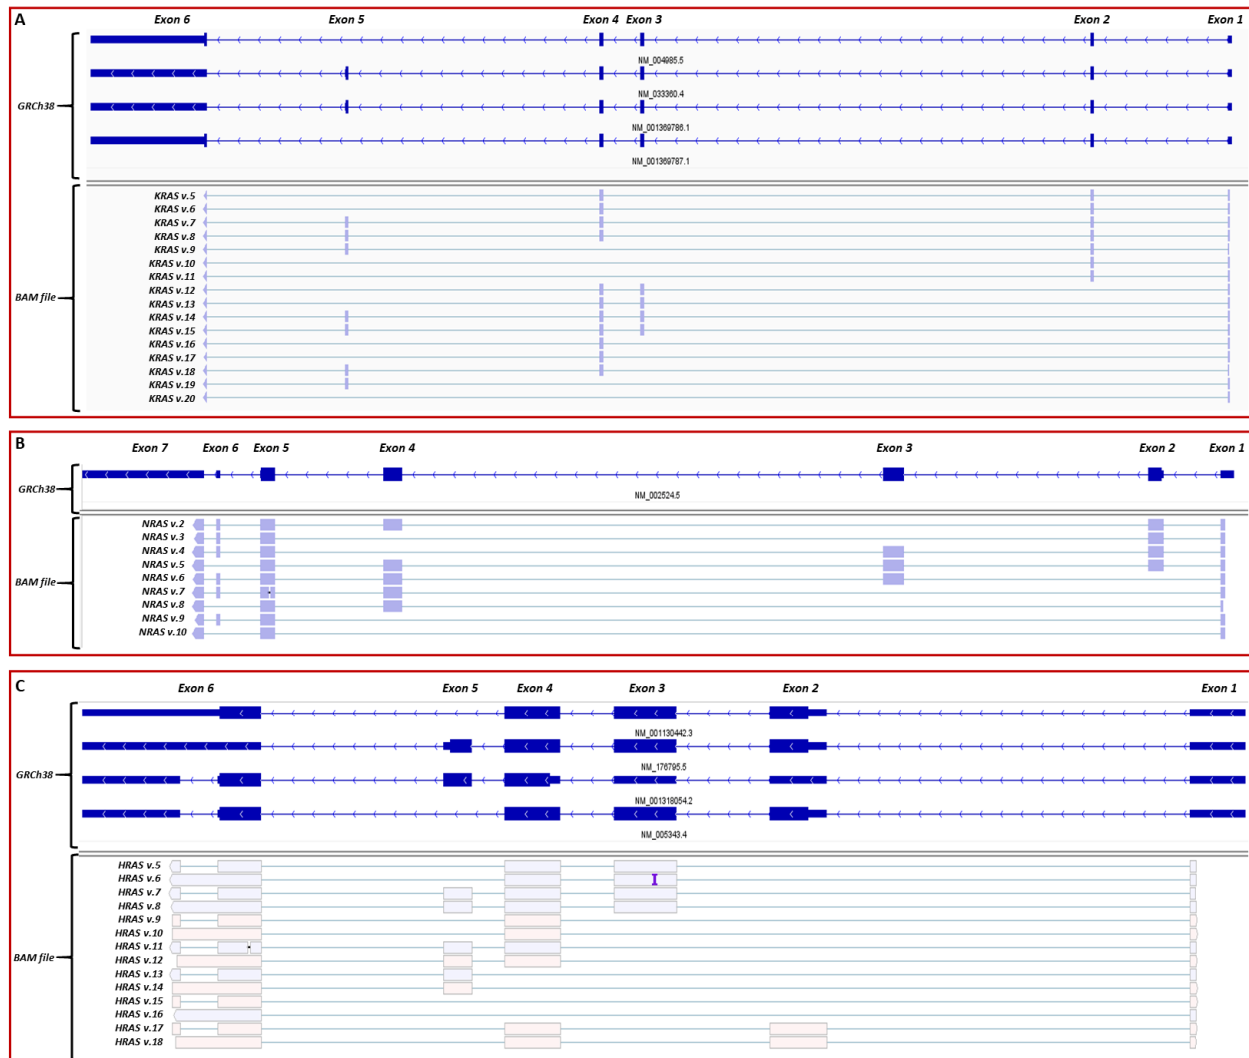 A
Exon 6 Exon 5 Exon 4 Exon 3 Exon 2 Exon 1
NM_004985.5
NM_033360.4
GRCh38
NM_001369786.1
NM_001369787.1
KRAS v.5
KRAS v.6
KRAS v.7
KRAS v.8
KRAS v.9
KRAS v.10
KRAS v.11
KRAS v.12
BAM file
KRAS v.13
KRAS v.14
KRAS v.15
KRAS v.16
KRAS v.17
KRAS v.18
KRAS v.19
KRAS v.20
B
Exon 7 Exon 6 Exon 5 Exon 4 Exon 3 Exon 2 Exon 1
GRCh38
NM_002524.5
NRAS v.2
NRAS v.3
NRAS v.4
NRAS v.5
NRAS v.6
BAM file
NRAS v.7
NRAS v.8
NRAS v.9
NRAS v.10
C
Exon 6 Exon 5 Exon 4 Exon 3 Exon 2 Exon 1
NM_001130442.3
NM_176795.5
GRCh38
NM_001318054.2
NM_005343.4
HRAS v.5
HRAS v.6
HRAS v.7
HRAS v.8
HRAS v.9
HRAS v.10
HRAS v.11
BAM file
HRAS v.12
HRAS v.13
HRAS v.14
HRAS v.15
HRAS v.16
HRAS v.17
HRAS v.18